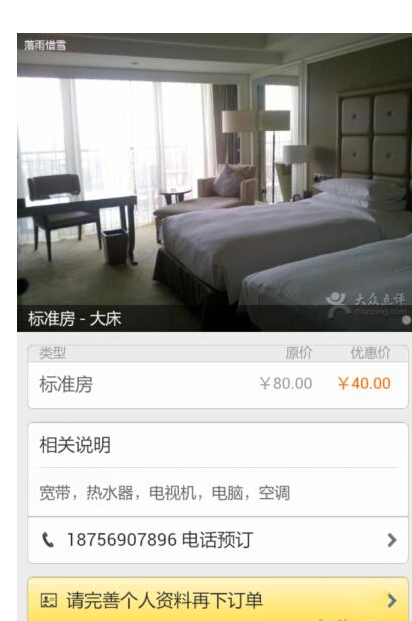 落雨惜雪
大众点评
dianping.com
标准房 - 大床
类型 原价 优惠价
标准房 ￥80.00 ￥40.00
相关说明
宽带，热水器，电视机，电脑，空调
18756907896 电话预订
请完善个人资料再下订单